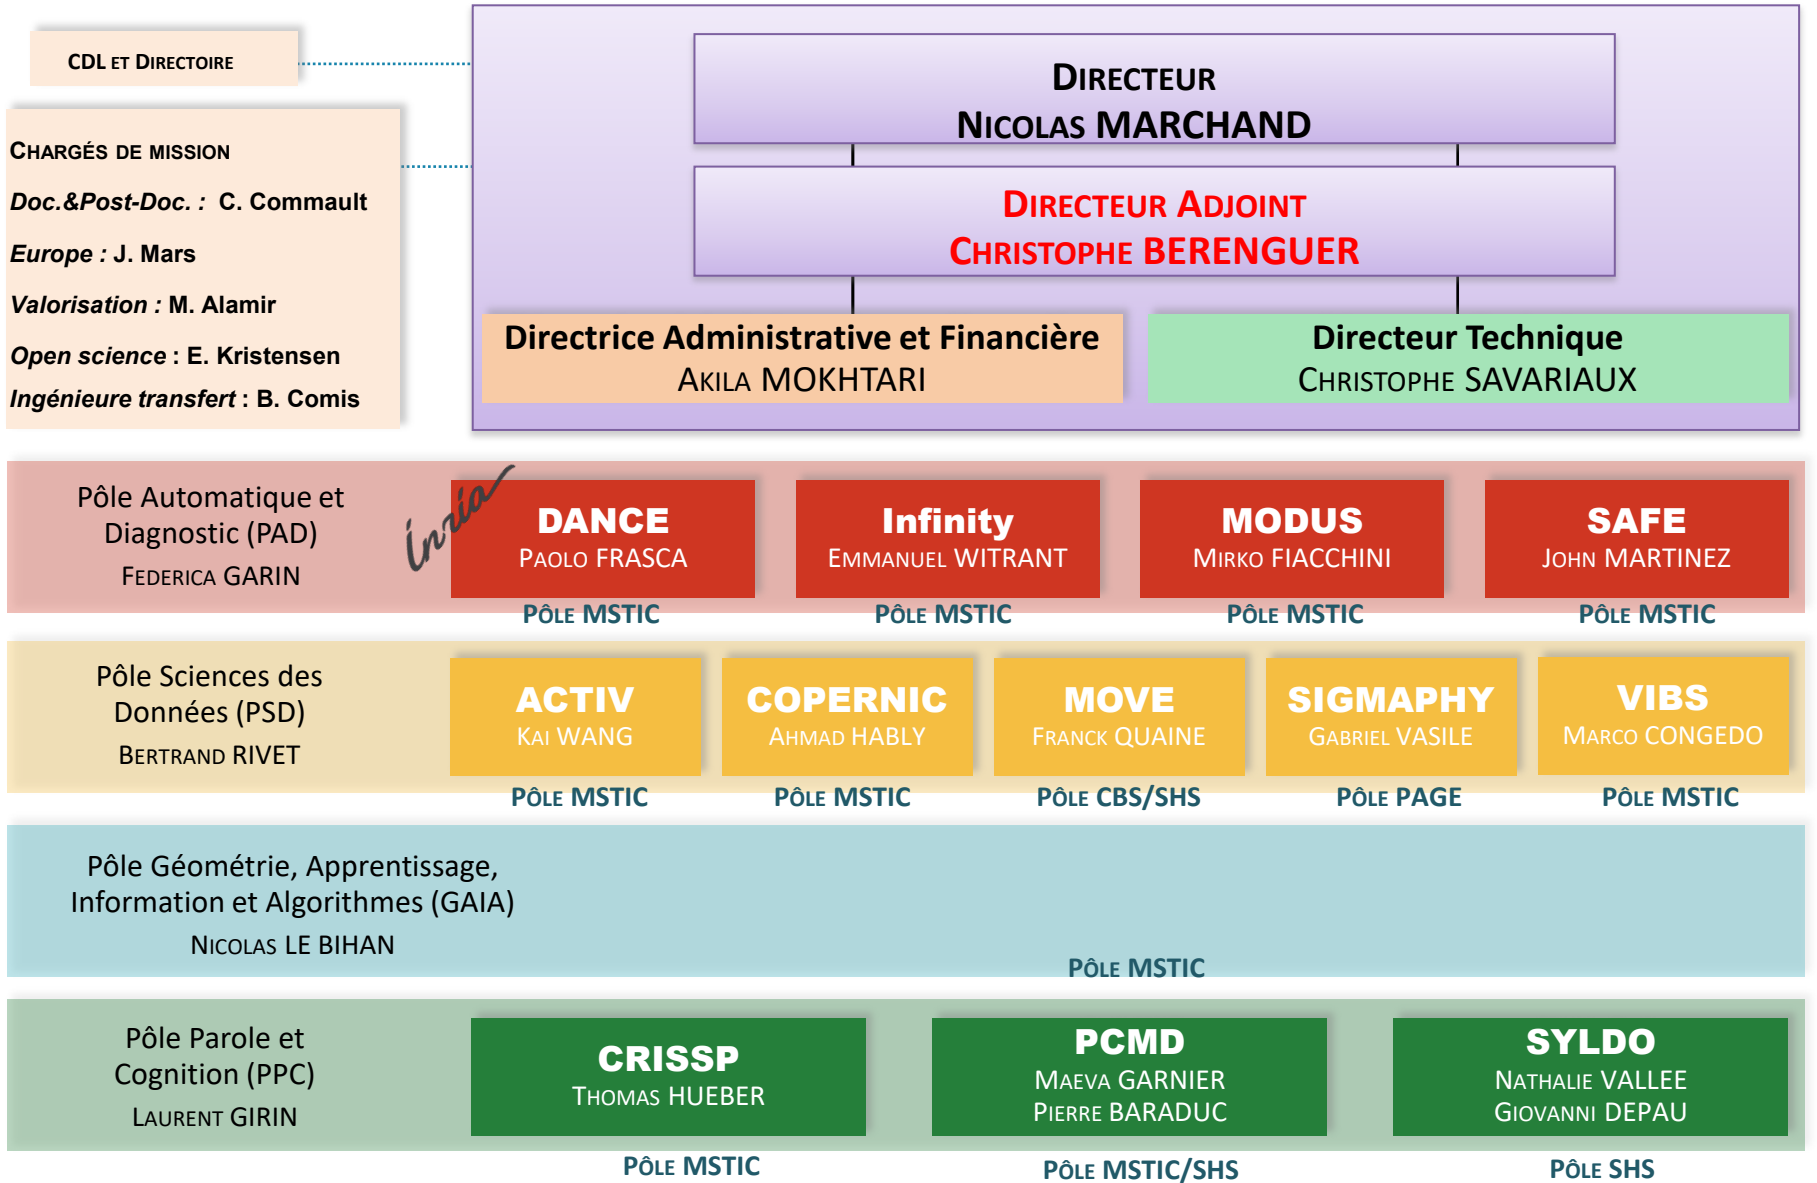 CDL ET DIRECTOIRE
CHARGÉS DE MISSION
Doc.&Post-Doc. : C. Commault
Europe : J. Mars
Valorisation : M. Alamir
Open science : E. Kristensen
Ingénieure transfert : B. Comis
DIRECTEUR
NICOLAS MARCHAND
DIRECTEUR ADJOINT
CHRISTOPHE BERENGUER
Directrice Administrative et Financière
AKILA MOKHTARI
Directeur Technique
CHRISTOPHE SAVARIAUX
Pôle Automatique et
Diagnostic (PAD)
FEDERICA GARIN
Inria
DANCE
PAOLO FRASCA
PÔLE MSTIC
Infinity
EMMANUEL WITRANT
PÔLE MSTIC
MODUS
MIRKO FIACCHINI
PÔLE MSTIC
SAFE
JOHN MARTINEZ
PÔLE MSTIC
Pôle Sciences des
Données (PSD)
BERTRAND RIVET
ACTIV
KAI WANG
PÔLE MSTIC
COPERNIC
AHMAD HABLY
PÔLE MSTIC
MOVE
FRANCK QUAINE
PÔLE CBS/SHS
SIGMAPHY
GABRIEL VASILE
PÔLE PAGE
VIBS
MARCO CONGEDO
PÔLE MSTIC
Pôle Géométrie, Apprentissage,
Information et Algorithmes (GAIA)
NICOLAS LE BIHAN
PÔLE MSTIC
Pôle Parole et
Cognition (PPC)
LAURENT GIRIN
CRISSP
THOMAS HUEBER
PÔLE MSTIC
PCMD
MAEVA GARNIER
PIERRE BARADUC
PÔLE MSTIC/SHS
SYLDO
NATHALIE VALLEE
GIOVANNI DEPAU
PÔLE SHS